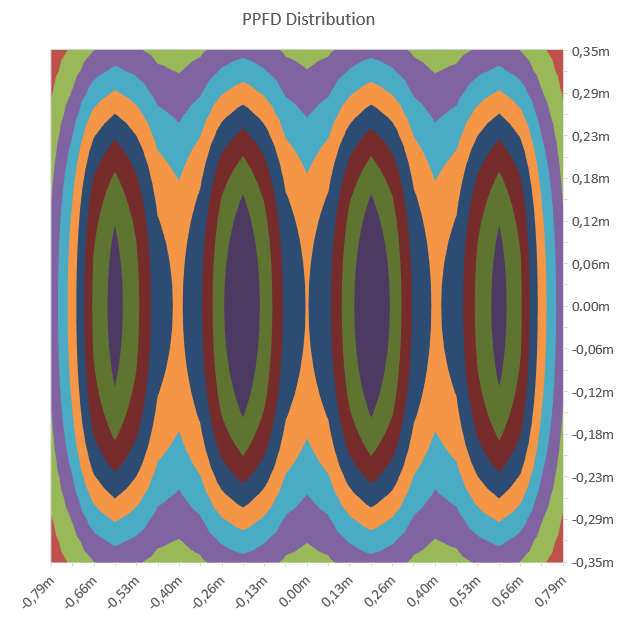 PPFD Distribution
0,35m
0,29m
0,23m
0,18m
0,12m
0,06m
0.00m
-0,06m
-0,12m
-0,18m
-0,23m
-0,29m
-0,35m
-0,79m
-0,66m
-0,53m
-0,40m
-0,26m
-0,13m
0.00m
0,13m
0,26m
0,40m
0,53m
0,66m
0,79m